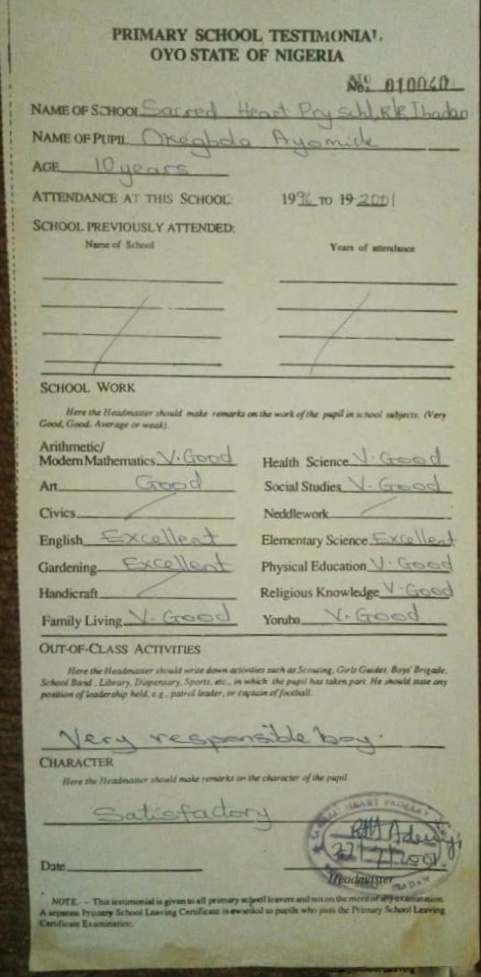 PRIMARY SCHOOL TESTIMONIAL
OYO STATE OF NIGERIA
No. 010040
NAME OF SCHOOL Sacred Heart Pry Schl, R/R Ibadan
NAME OF PUPIL Okegbola Ayomide
AGE 10 years
ATTENDANCE AT THIS SCHOOL: 1996 TO 19 2001
SCHOOL PREVIOUSLY ATTENDED:
Name of School Years of attendance
SCHOOL WORK
Here the Headmaster should make remarks on the work of the pupil in school subjects. (Very
Good, Good. Average or weak).
Arithmetic/
Modern Mathematics V. Good Health Science V. Good
Art Good Social Studies V. Good
Civics Neddlework
English Excellent Elementary Science Excellent
Gardening Excellent Physical Education V. Good
Handicraft Religious Knowledge V. Good
Family Living V. Good Yoruba V. Good
OUT-OF-CLASS ACTIVITIES
Here the Headmaster should write down activities such as Scouting, Girls Guides, Boys' Brigade,
School Band, Library, Dispensary, Sports, etc., in which the pupil has taken part. He should state any
position of leadership held, e.g., patrol leader, or captain of football.
Very responsible boy.
CHARACTER
Here the Headmaster should make remarks on the character of the pupil
Satisfactory
HEART PRIMARY
Date
Headmaster
IBADAN
NOTE. - This testimonial is given to all primary school leavers and not on the merit of any examination.
A separate Primary School Leaving Certificate is awarded to pupils who pass the Primary School Leaving
Certificate Examination.